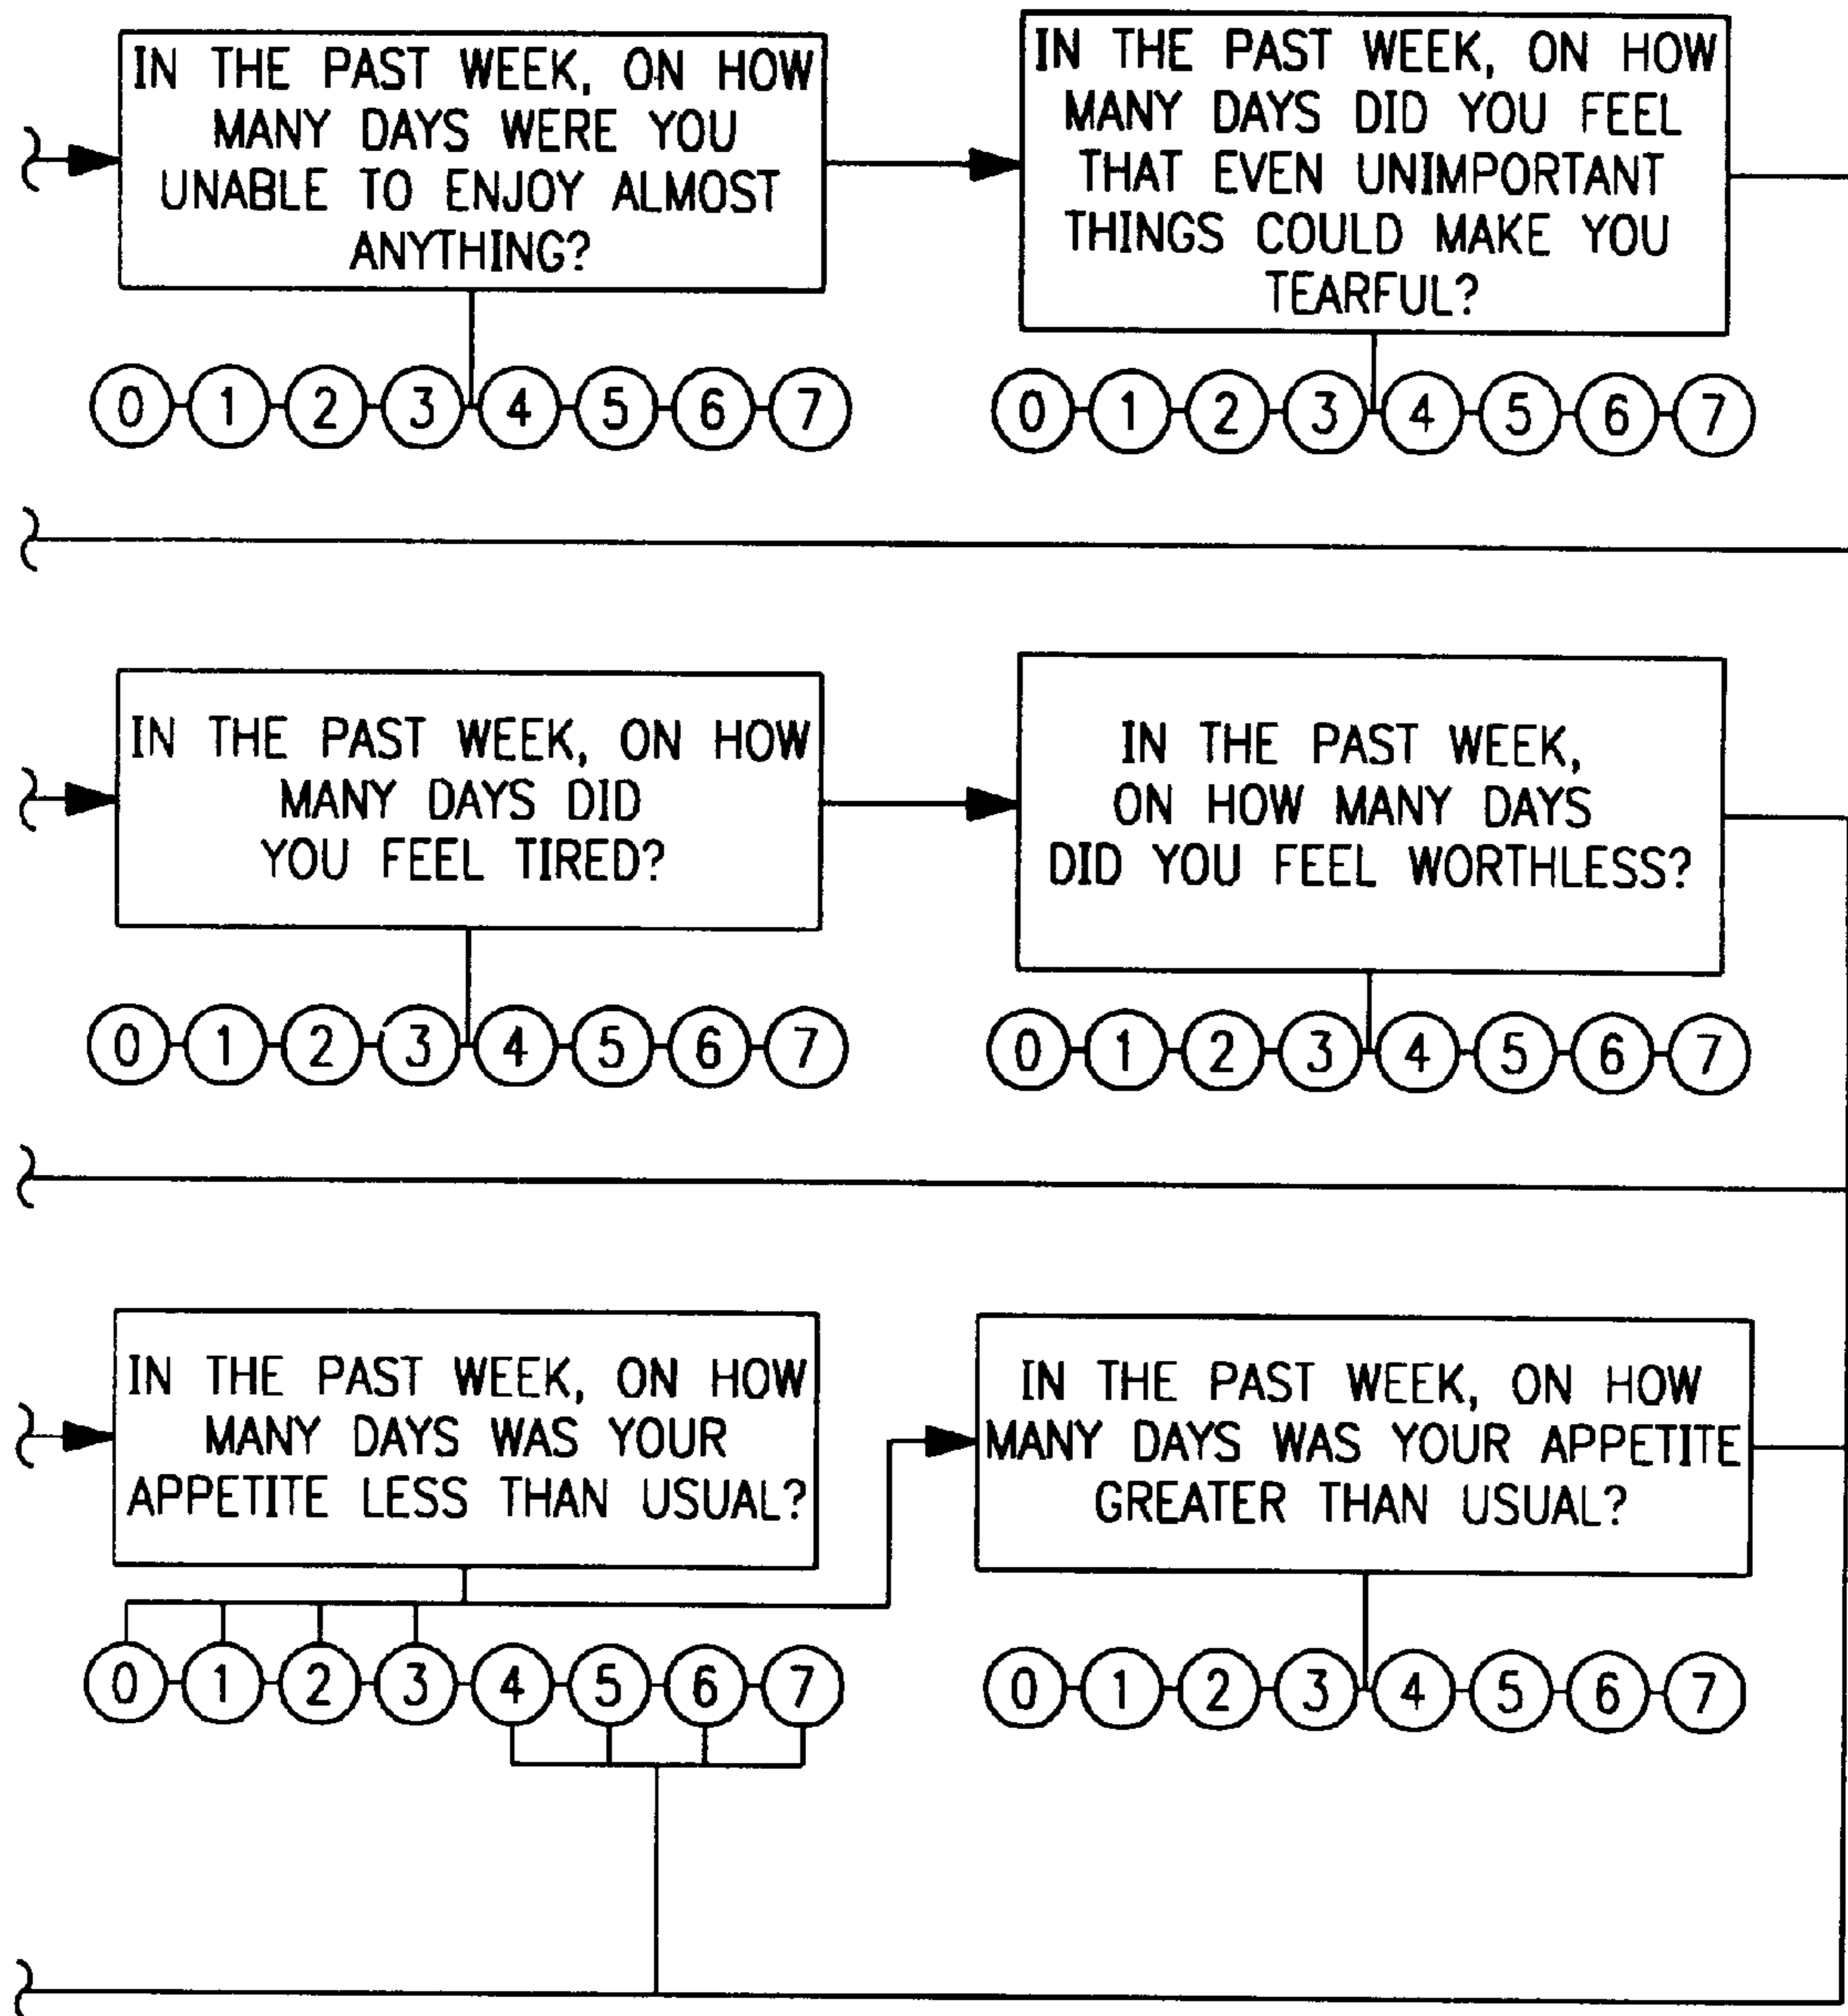 IN THE PAST WEEK, ON HOW
MANY DAYS WERE YOU
UNABLE TO ENJOY ALMOST
ANYTHING?
0 1 2 3 4 5 6 7
IN THE PAST WEEK, ON HOW
MANY DAYS DID YOU FEEL
THAT EVEN UNIMPORTANT
THINGS COULD MAKE YOU
TEARFUL?
0 1 2 3 4 5 6 7
IN THE PAST WEEK, ON HOW
MANY DAYS DID
YOU FEEL TIRED?
0 1 2 3 4 5 6 7
IN THE PAST WEEK,
ON HOW MANY DAYS
DID YOU FEEL WORTHLESS?
0 1 2 3 4 5 6 7
IN THE PAST WEEK, ON HOW
MANY DAYS WAS YOUR
APPETITE LESS THAN USUAL?
0 1 2 3 4 5 6 7
IN THE PAST WEEK, ON HOW
MANY DAYS WAS YOUR APPETITE
GREATER THAN USUAL?
0 1 2 3 4 5 6 7